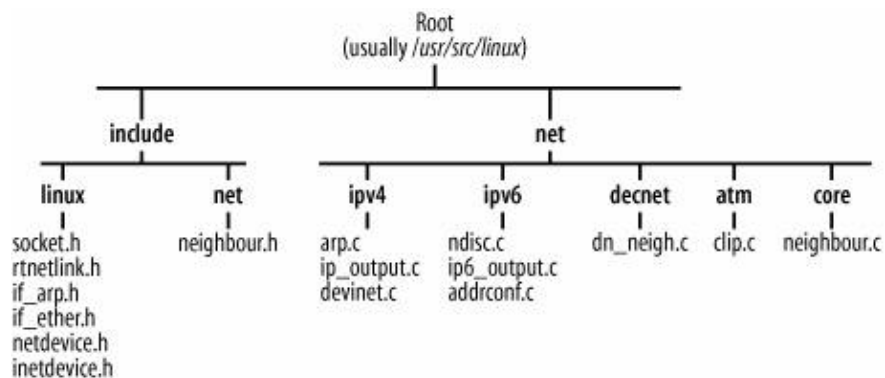 Root
(usually /usr/src/linux)
include
net
linux
net
ipv4
ipv6
decnet
atm
core
socket.h
rtnetlink.h
if_arp.h
if_ether.h
netdevice.h
inetdevice.h
neighbour.h
arp.c
ip_output.c
devinet.c
ndisc.c
ip6_output.c
addrconf.c
dn_neigh.c
clip.c
neighbour.c